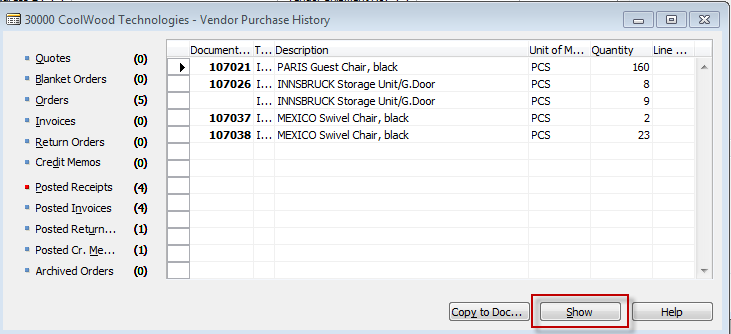 30000 CoolWood Technologies - Vendor Purchase History
Quotes (0)
Blanket Orders (0)
Orders (5)
Invoices (0)
Return Orders (0)
Credit Memos (0)
Posted Receipts (4)
Posted Invoices (4)
Posted Return... (1)
Posted Cr. Me... (1)
Archived Orders (0)
Document... T... Description Unit of M... Quantity Line ...
107021 I... PARIS Guest Chair, black PCS 160
107026 I... INNSBRUCK Storage Unit/G.Door PCS 8
I... INNSBRUCK Storage Unit/G.Door PCS 9
107037 I... MEXICO Swivel Chair, black PCS 2
107038 I... MEXICO Swivel Chair, black PCS 23
Copy to Doc... Show Help